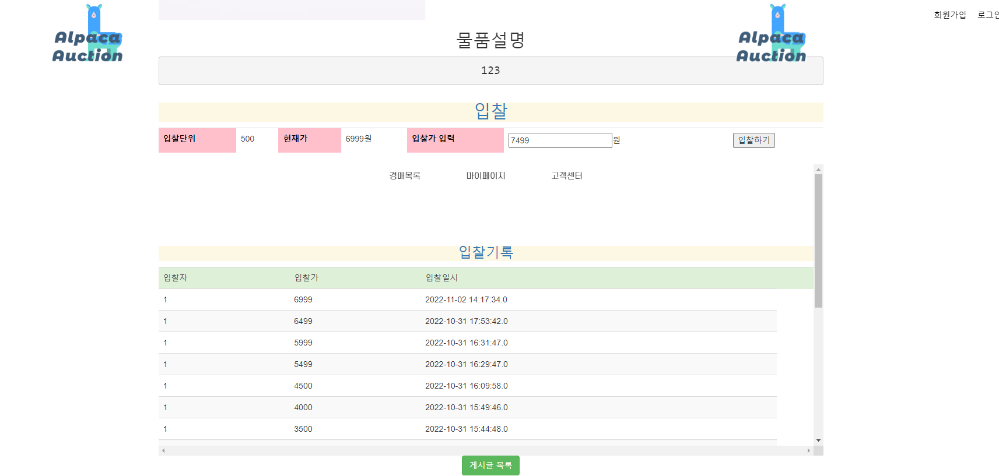 Alpaca
Auction
Alpaca
Auction
회원가입 로그인
물품설명
123
입찰
입찰단위 500 현재가 6999원 입찰가 입력 7499 원 입찰하기
경매목록 마이페이지 고객센터
입찰기록
입찰자 입찰가 입찰일시
1 6999 2022-11-02 14:17:34.0
1 6499 2022-10-31 17:53:42.0
1 5999 2022-10-31 16:31:47.0
1 5499 2022-10-31 16:29:47.0
1 4500 2022-10-31 16:09:58.0
1 4000 2022-10-31 15:49:46.0
1 3500 2022-10-31 15:44:48.0
게시글 목록